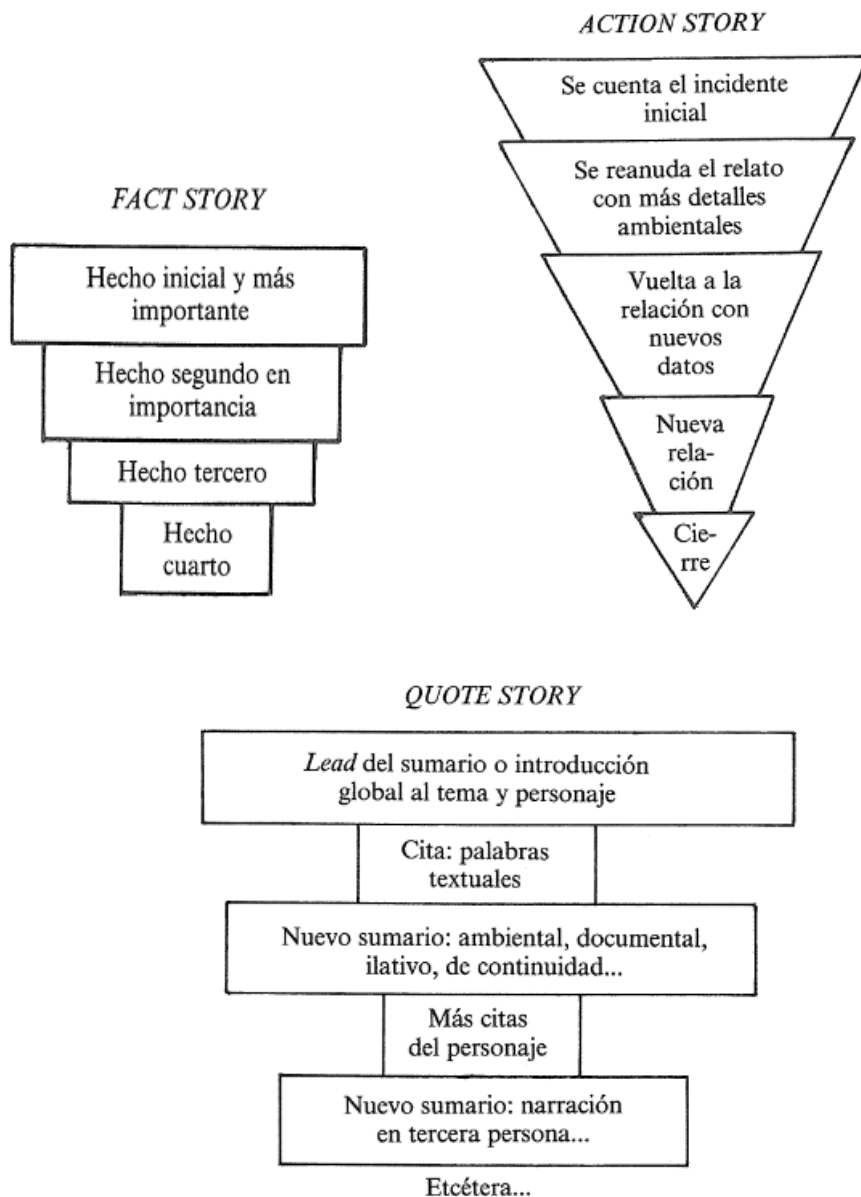 ACTION STORY
Se cuenta el incidente
inicial
Se reanuda el relato
con más detalles
ambientales
Vuelta a la
relación con
nuevos
datos
Nueva
rela-
ción
Cie-
rre
FACT STORY
Hecho inicial y más
importante
Hecho segundo en
importancia
Hecho tercero
Hecho
cuarto
QUOTE STORY
Lead del sumario o introducción
global al tema y personaje
Cita: palabras
textuales
Nuevo sumario: ambiental, documental,
ilativo, de continuidad...
Más citas
del personaje
Nuevo sumario: narración
en tercera persona...
Etcétera...